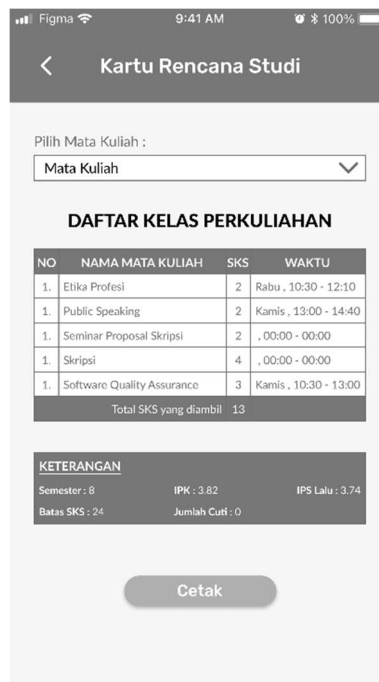 Figma 9:41 AM 100%
Kartu Rencana Studi
Pilih Mata Kuliah :
Mata Kuliah
DAFTAR KELAS PERKULIAHAN
NO NAMA MATA KULIAH SKS WAKTU
1. Etika Profesi 2 Rabu , 10:30 - 12:10
1. Public Speaking 2 Kamis , 13:00 - 14:40
1. Seminar Proposal Skripsi 2 , 00:00 - 00:00
1. Skripsi 4 , 00:00 - 00:00
1. Software Quality Assurance 3 Kamis , 10:30 - 13:00
Total SKS yang diambil 13
KETERANGAN
Semester : 8 IPK : 3.82 IPS Lalu : 3.74
Batas SKS : 24 Jumlah Cuti : 0
Cetak